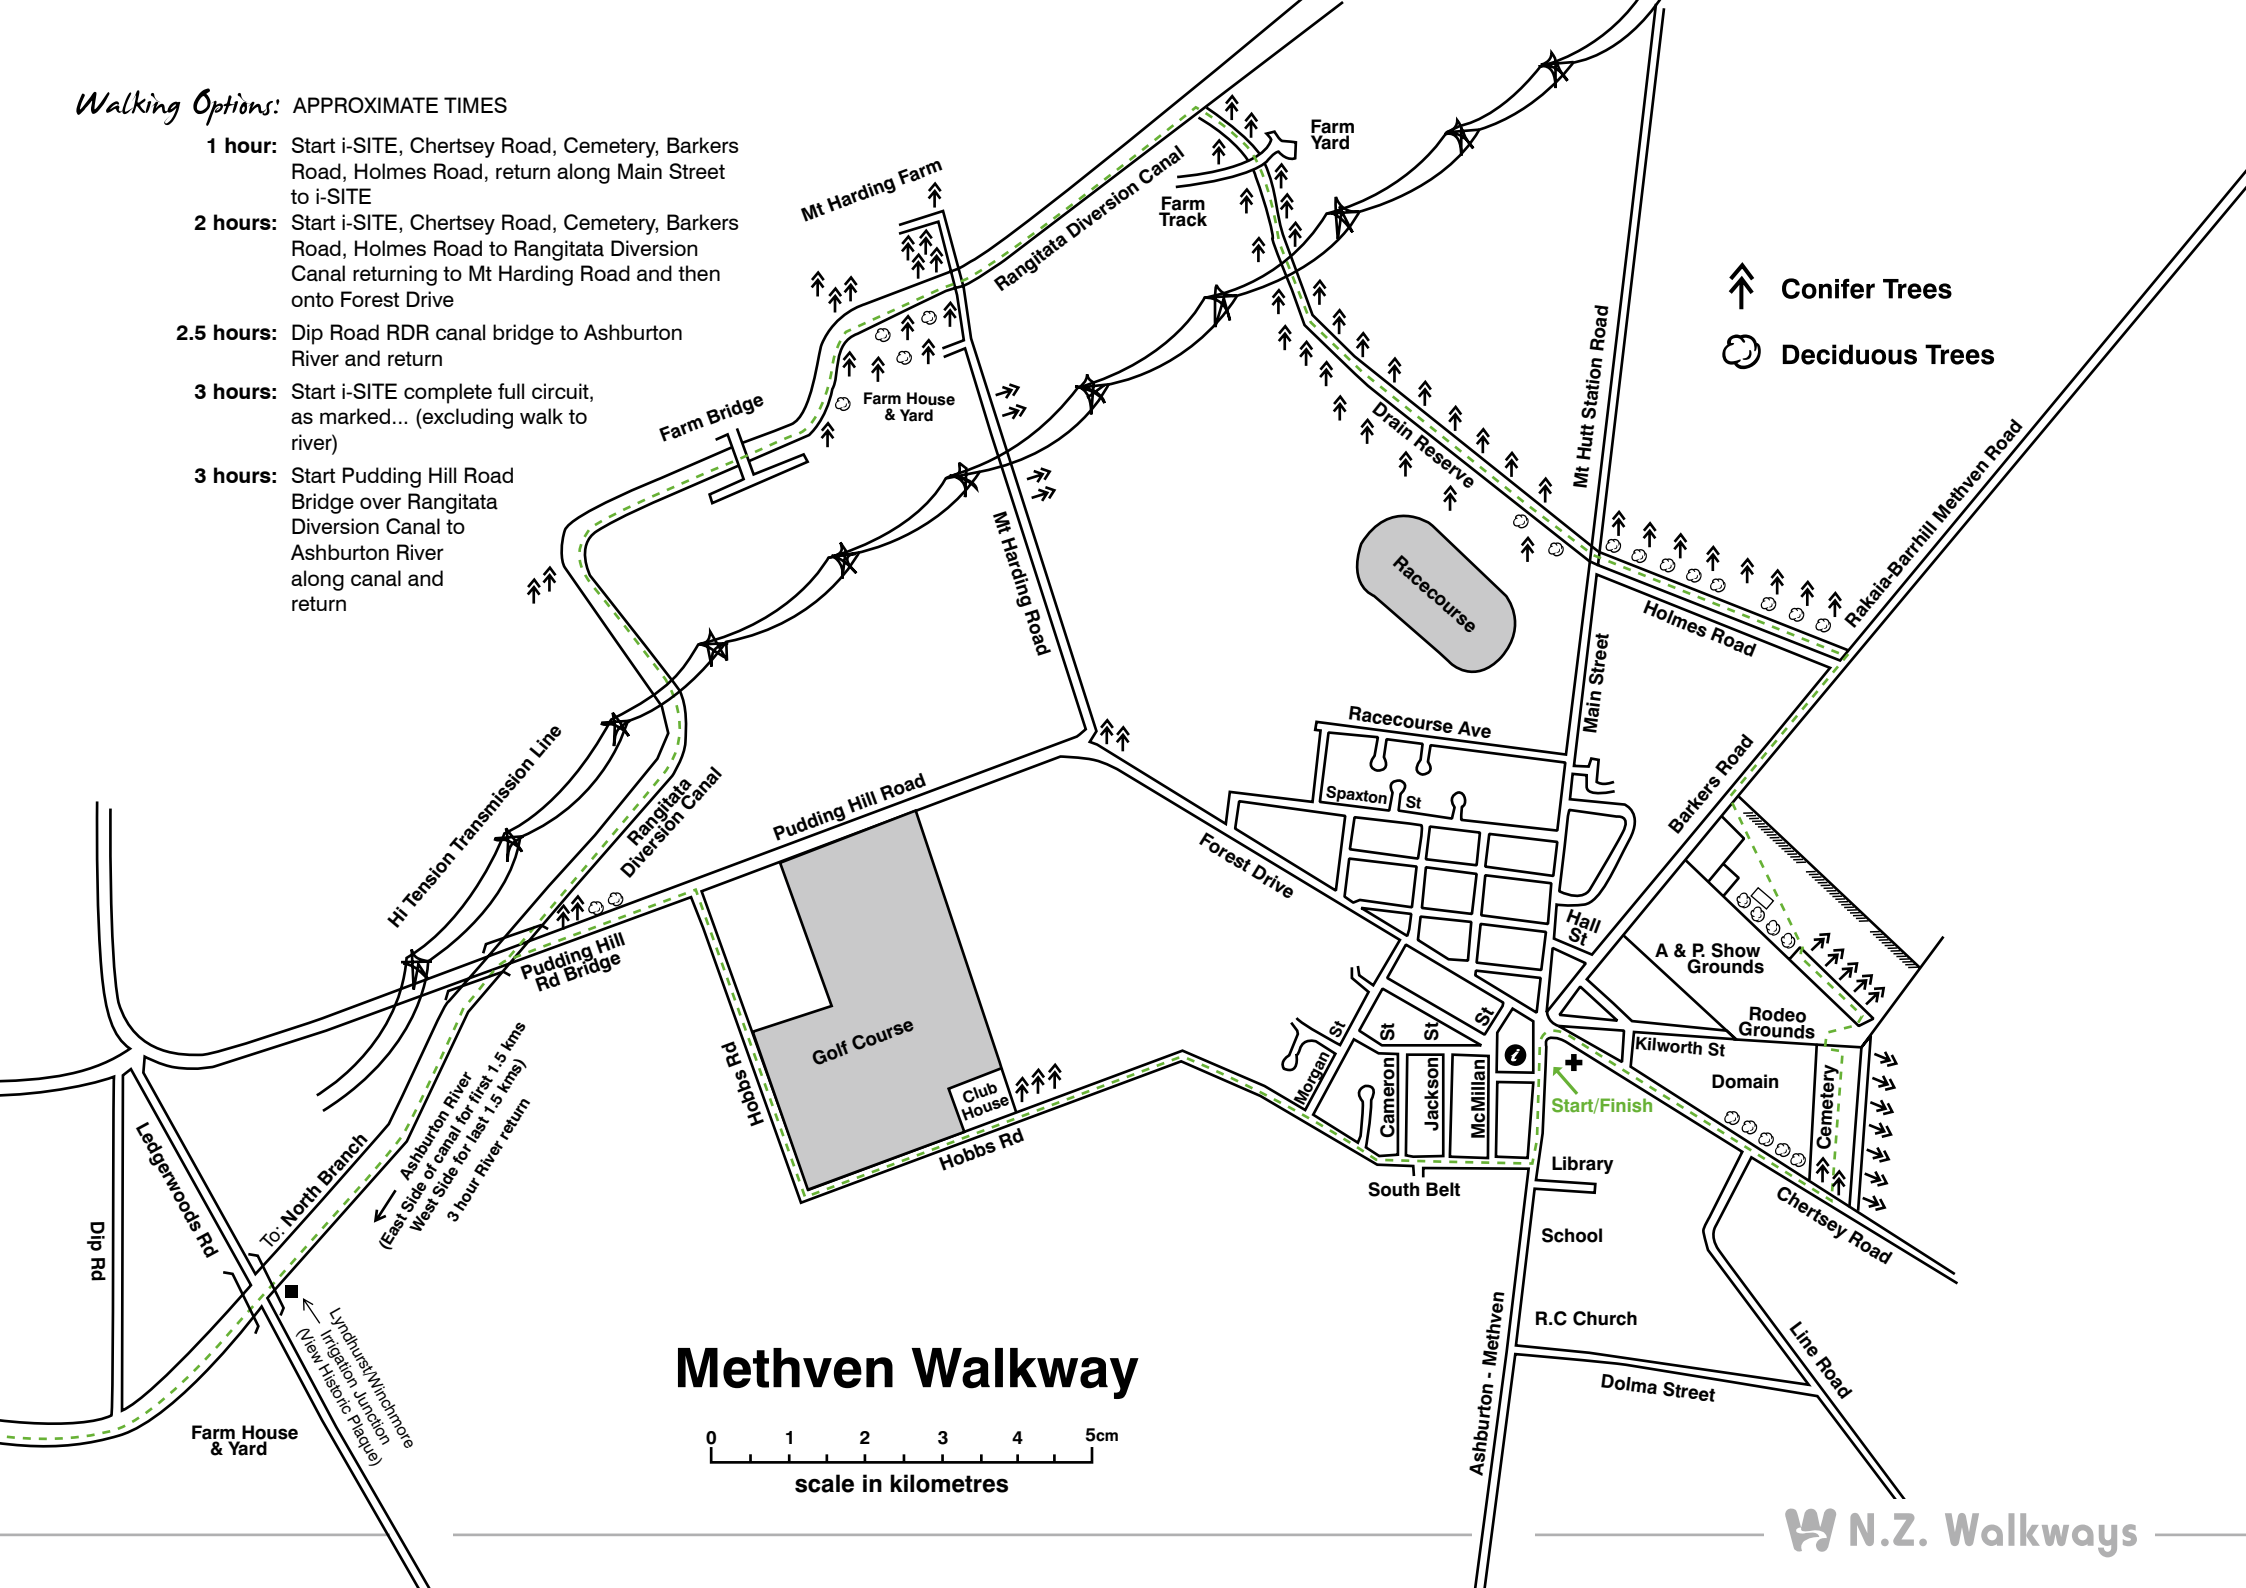 Walking Options: APPROXIMATE TIMES
1 hour: Start i-SITE, Chertsey Road, Cemetery, Barkers
Road, Holmes Road, return along Main Street
to i-SITE
2 hours: Start i-SITE, Chertsey Road, Cemetery, Barkers
Road, Holmes Road to Rangitata Diversion
Canal returning to Mt Harding Road and then
onto Forest Drive
2.5 hours: Dip Road RDR canal bridge to Ashburton
River and return
3 hours: Start i-SITE complete full circuit,
as marked... (excluding walk to
river)
3 hours: Start Pudding Hill Road
Bridge over Rangitata
Diversion Canal to
Ashburton River
along canal and
return
Mt Harding Farm
Rangitata Diversion Canal
Farm
Yard
Farm
Track
Conifer Trees
Deciduous Trees
Farm Bridge
Farm House
& Yard
Mt Harding Road
Drain Reserve
Mt Hutt Station Road
Rakaia-Barrhill Methven Road
Racecourse
Holmes Road
Main Street
Racecourse Ave
Spaxton St
Barkers Road
Hi Tension Transmission Line
Rangitata
Diversion Canal
Pudding Hill Road
Forest Drive
Hall
St
Pudding Hill
Rd Bridge
A & P. Show
Grounds
Rodeo
Grounds
Kilworth St
Domain
Cemetery
Golf Course
Club
House
Hobbs Rd
Hobbs Rd
Morgan St
Cameron St
Jackson St
McMillan St
i
Start/Finish
Library
South Belt
School
Chertsey Road
R.C Church
Line Road
Dolma Street
Ashburton - Methven
Ashburton River
(East Side of canal for first 1.5 kms
West Side for last 1.5 kms)
3 hour River return
To: North Branch
Ledgerwoods Rd
Dip Rd
Lyndhurst/Winchmore
Irrigation Junction
(View Historic Plaque)
Farm House
& Yard
Methven Walkway
0 1 2 3 4 5cm
scale in kilometres
N.Z. Walkways